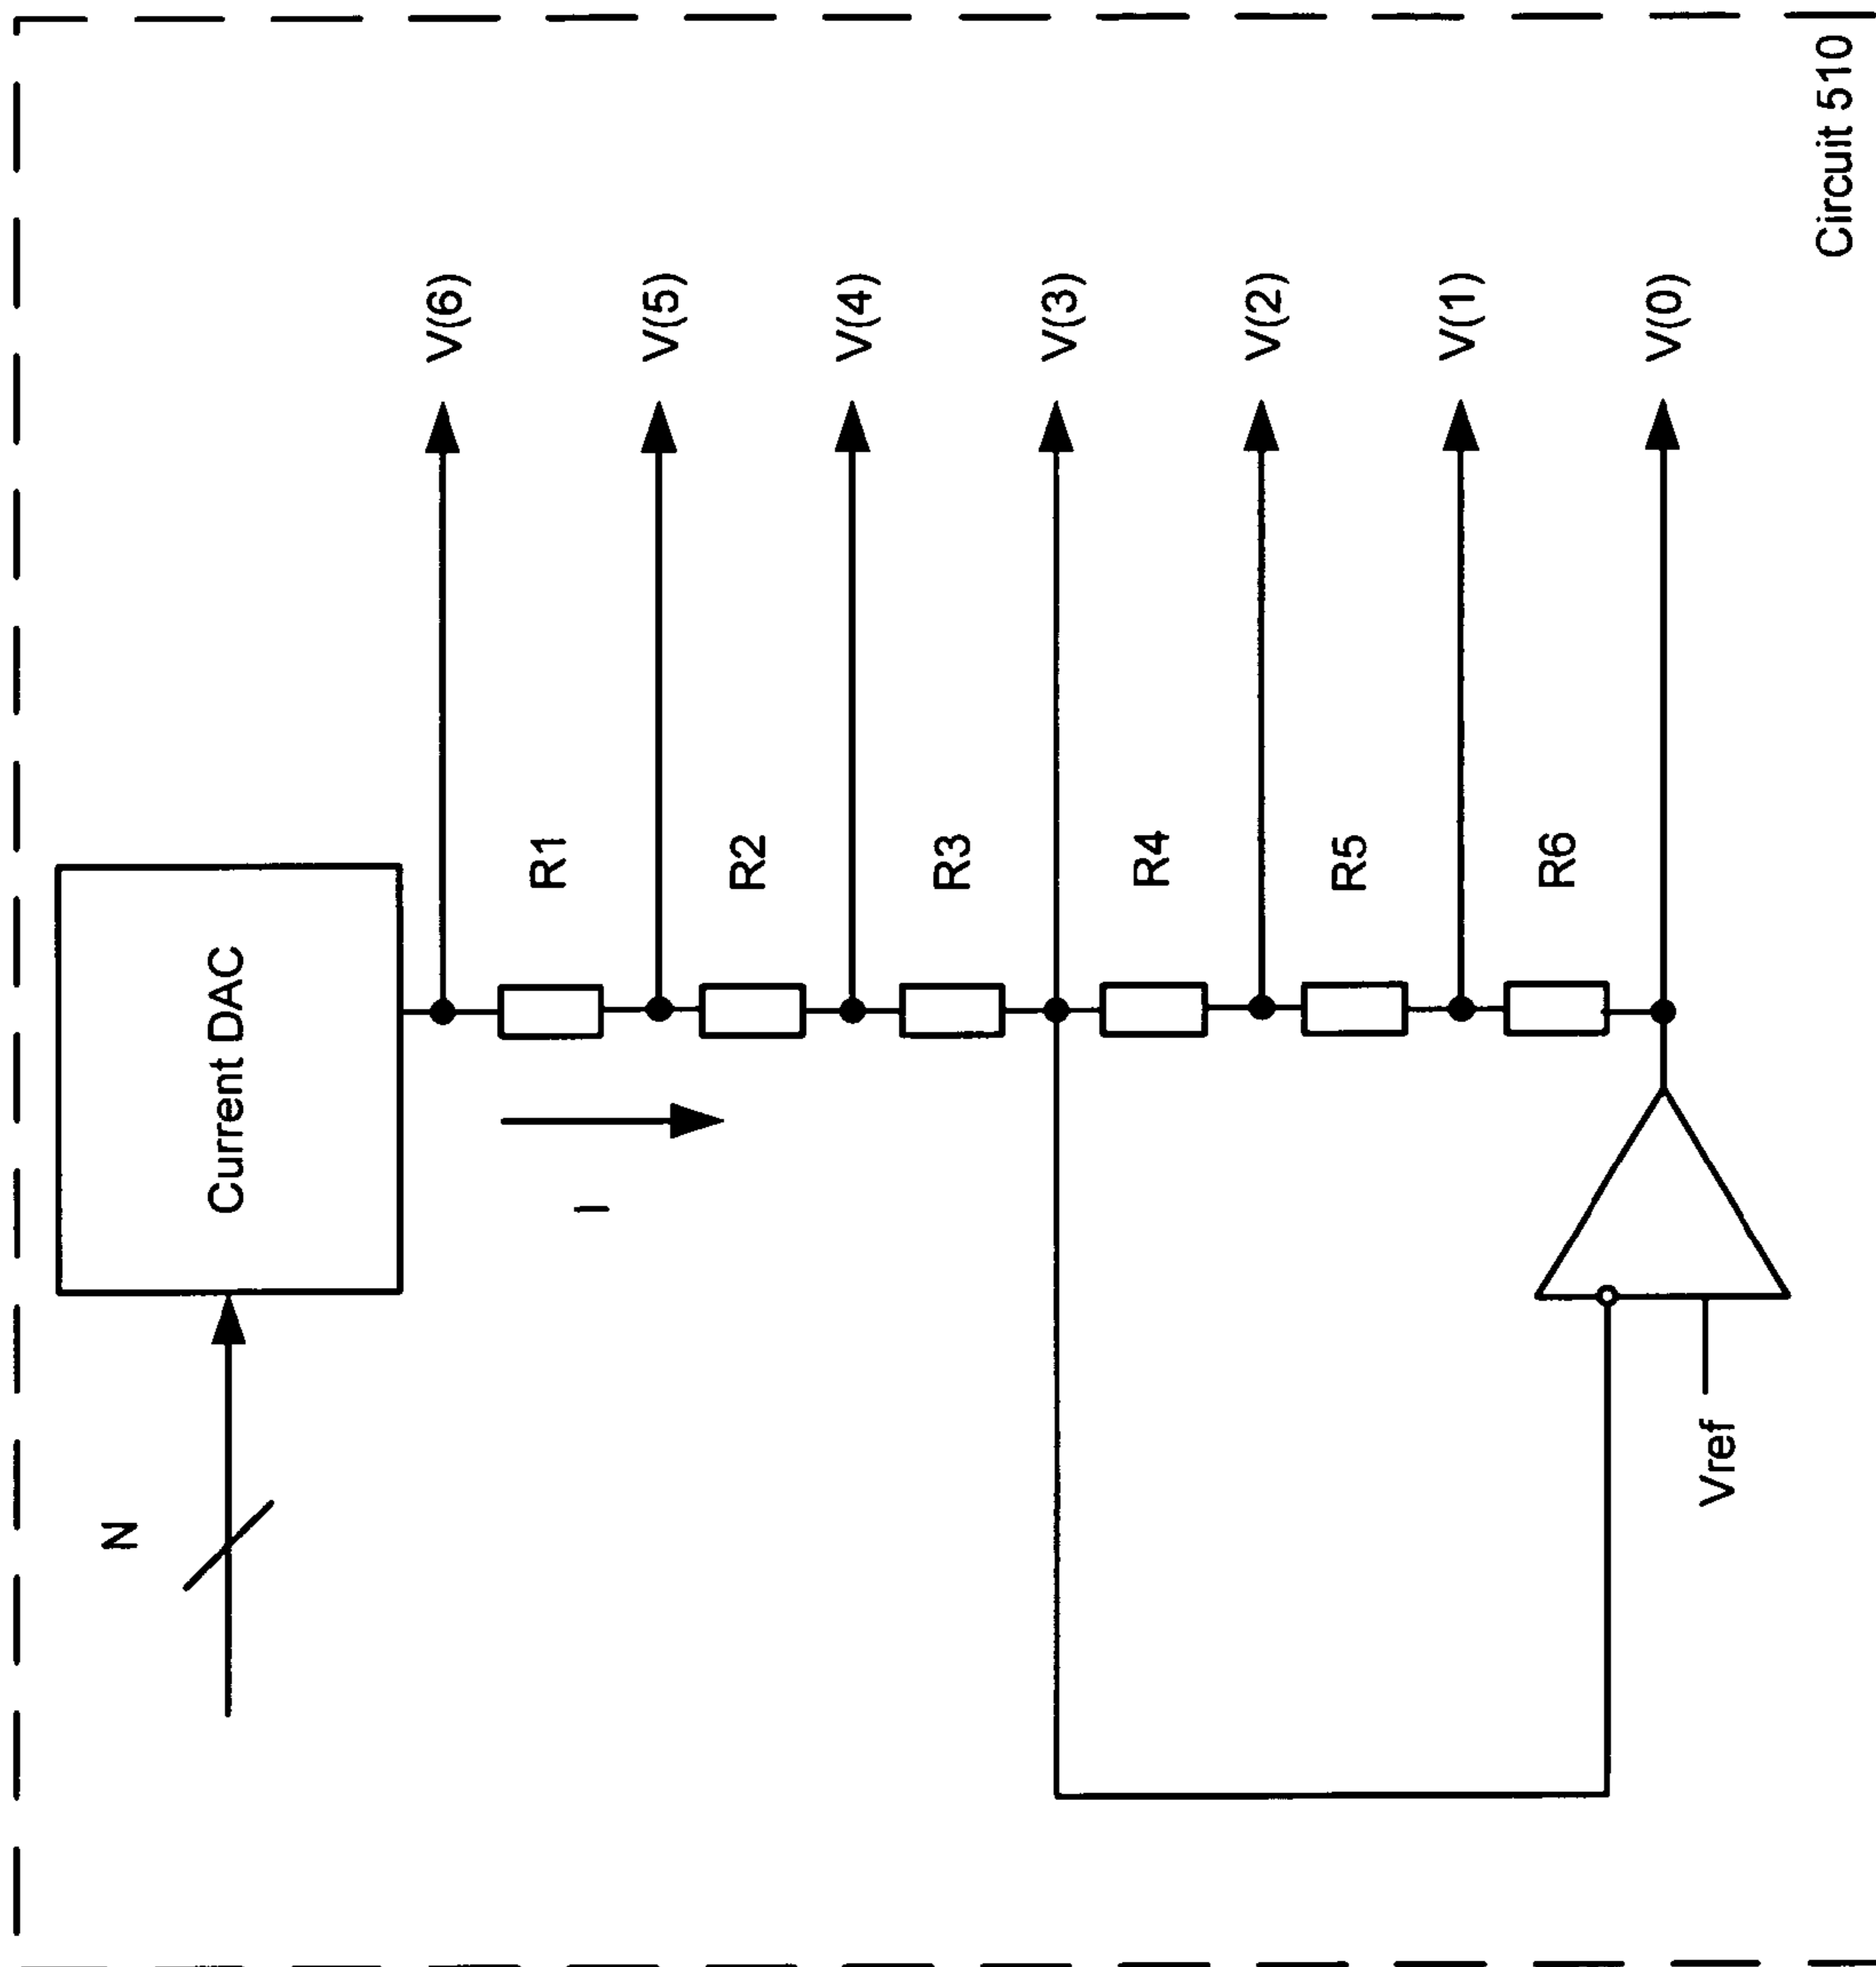 N
Current DAC
I
V(6)
R1
V(5)
R2
V(4)
R3
V(3)
R4
V(2)
R5
V(1)
R6
V(0)
Vref
Circuit 510